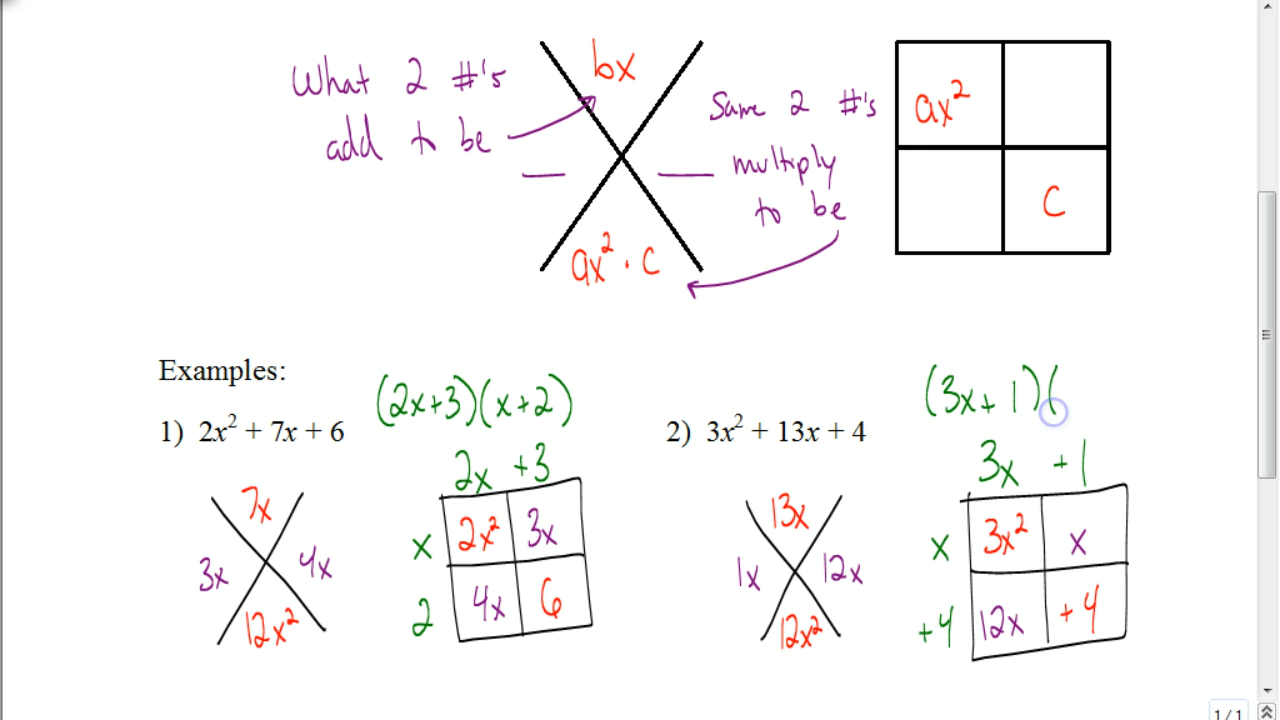 What 2 #'s
add to be
bx
ax² · c
Same 2 #'s
multiply
to be
ax²
c
Examples:
(2x+3)(x+2)
1) 2x² + 7x + 6
7x
3x 4x
12x²
2x +3
x 2x² 3x
2 4x 6
(3x+1)(
2) 3x² + 13x + 4
13x
1x 12x
12x²
3x +1
x 3x² x
+4 12x +4
1/1